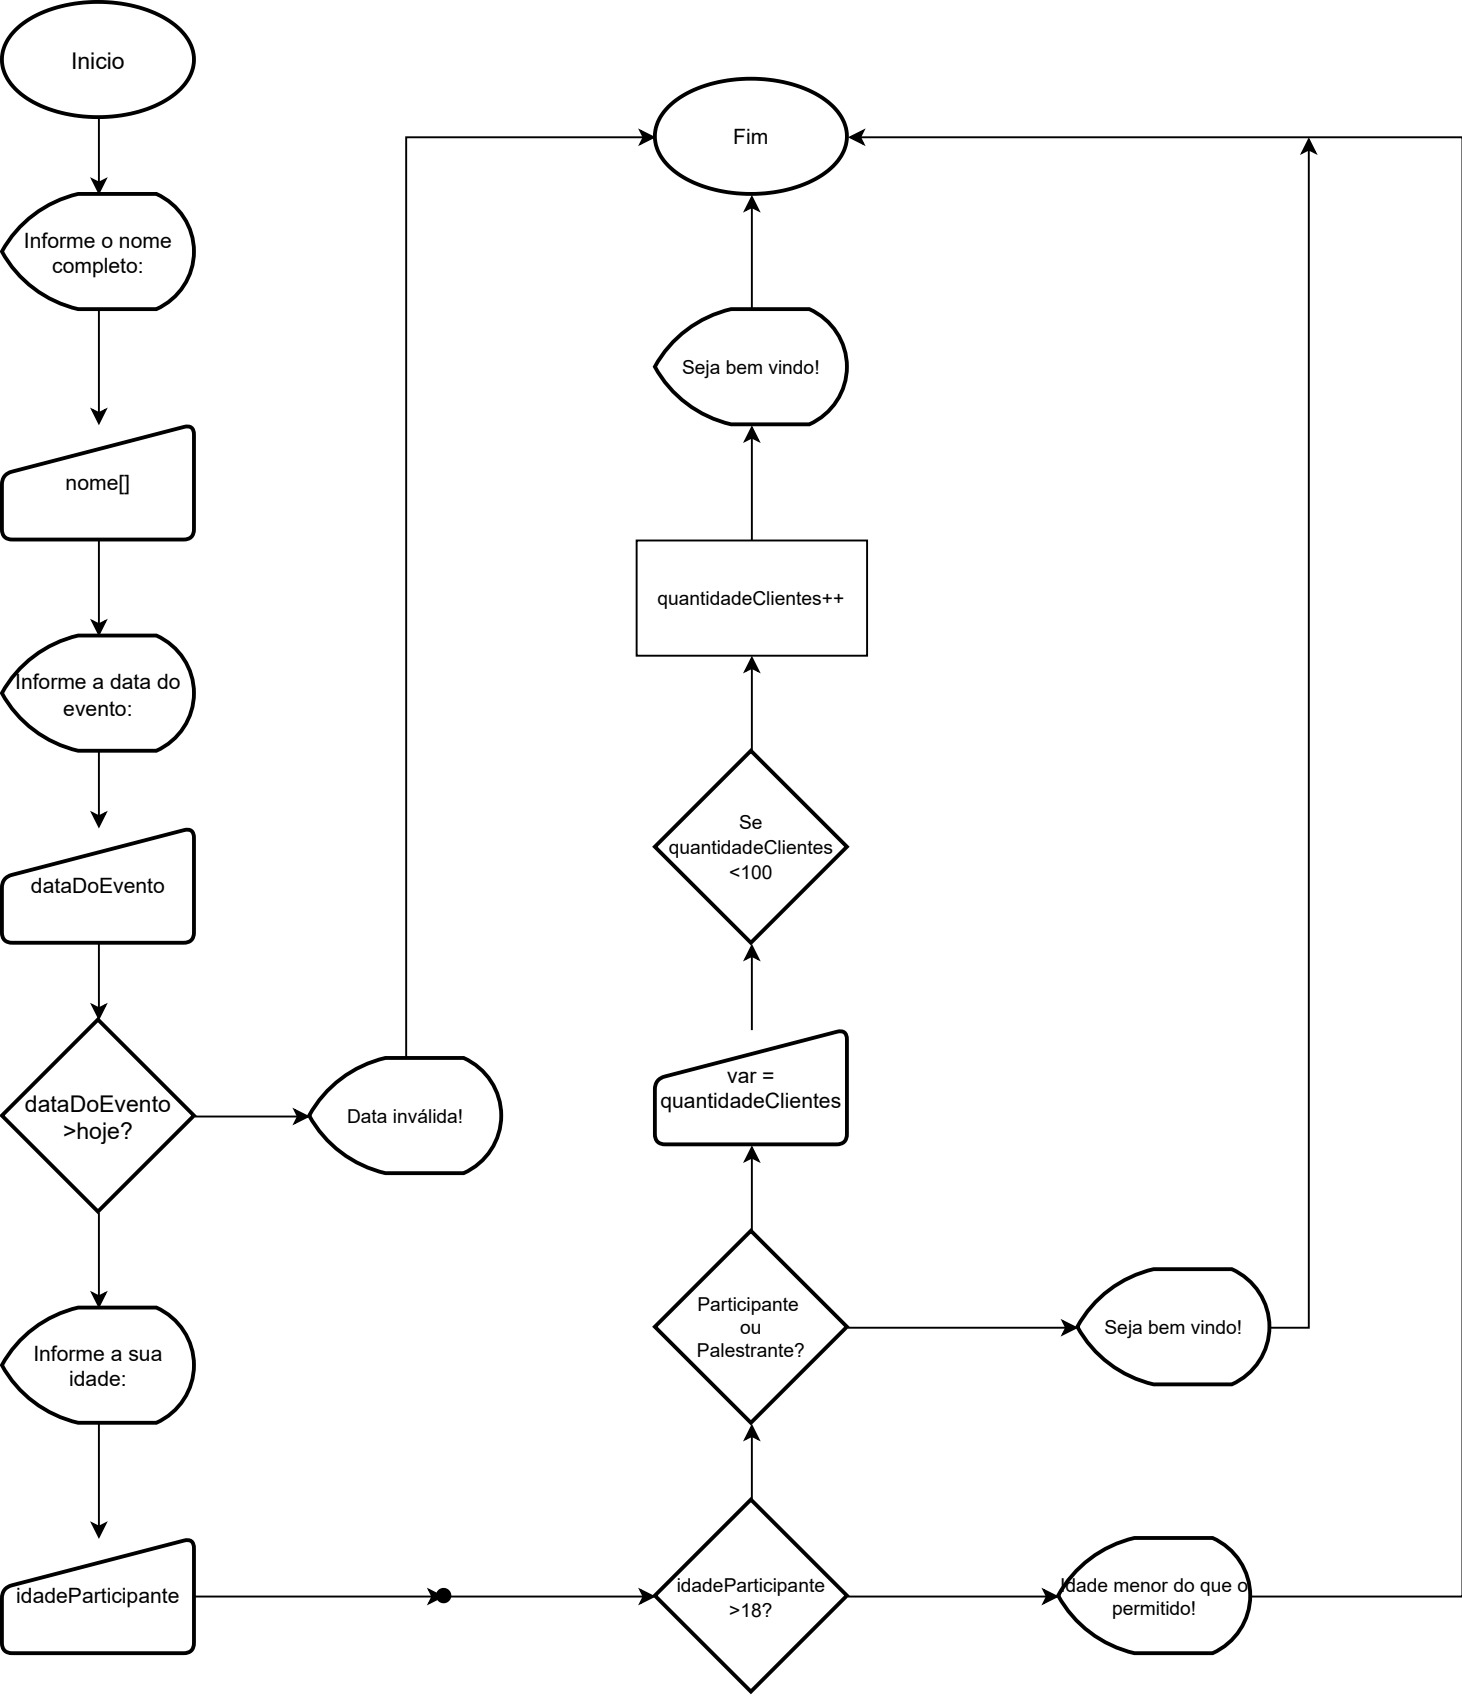 Inicio
Informe o nome
completo:
nome[]
Informe a data do
evento:
dataDoEvento
dataDoEvento
>hoje?
Data inválida!
Informe a sua
idade:
idadeParticipante
idadeParticipante
>18?
Idade menor do que o
permitido!
Participante
ou
Palestrante?
Seja bem vindo!
var =
quantidadeClientes
Se
quantidadeClientes
<100
quantidadeClientes++
Seja bem vindo!
Fim